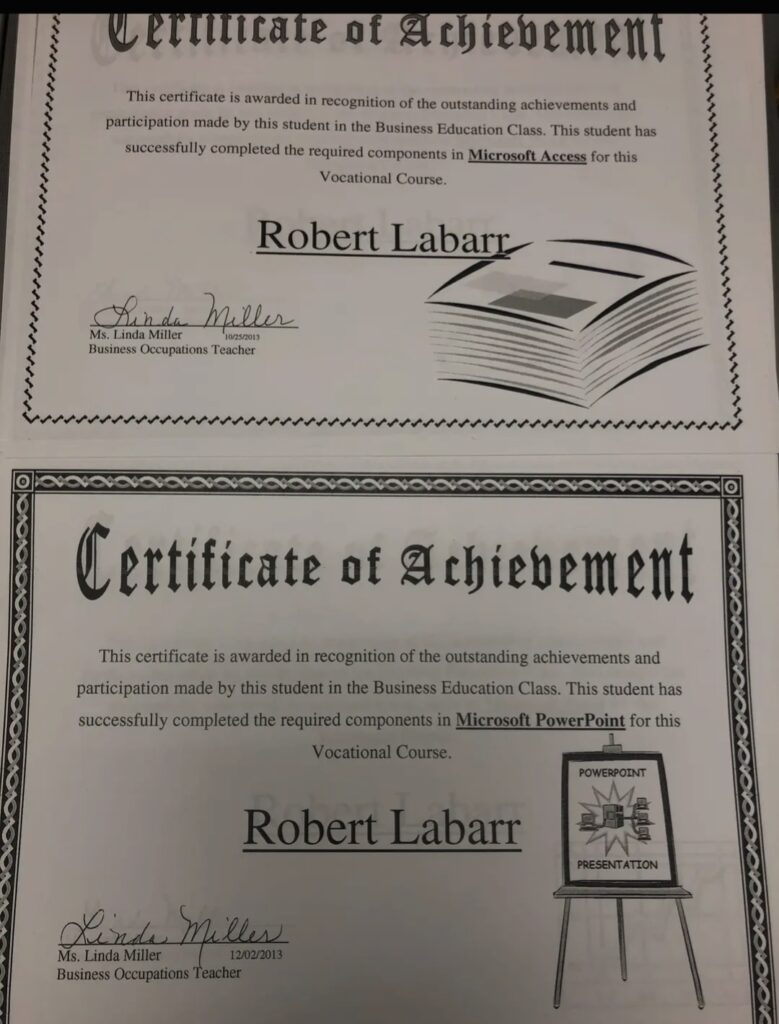 Certificate of Achievement
This certificate is awarded in recognition of the outstanding achievements and
participation made by this student in the Business Education Class. This student has
successfully completed the required components in Microsoft Access for this
Vocational Course.
Robert Labarr
Linda Miller
Ms. Linda Miller 10/25/2013
Business Occupations Teacher
Certificate of Achievement
This certificate is awarded in recognition of the outstanding achievements and
participation made by this student in the Business Education Class. This student has
successfully completed the required components in Microsoft PowerPoint for this
Vocational Course.
POWERPOINT
PRESENTATION
Robert Labarr
Linda Miller
Ms. Linda Miller 12/02/2013
Business Occupations Teacher